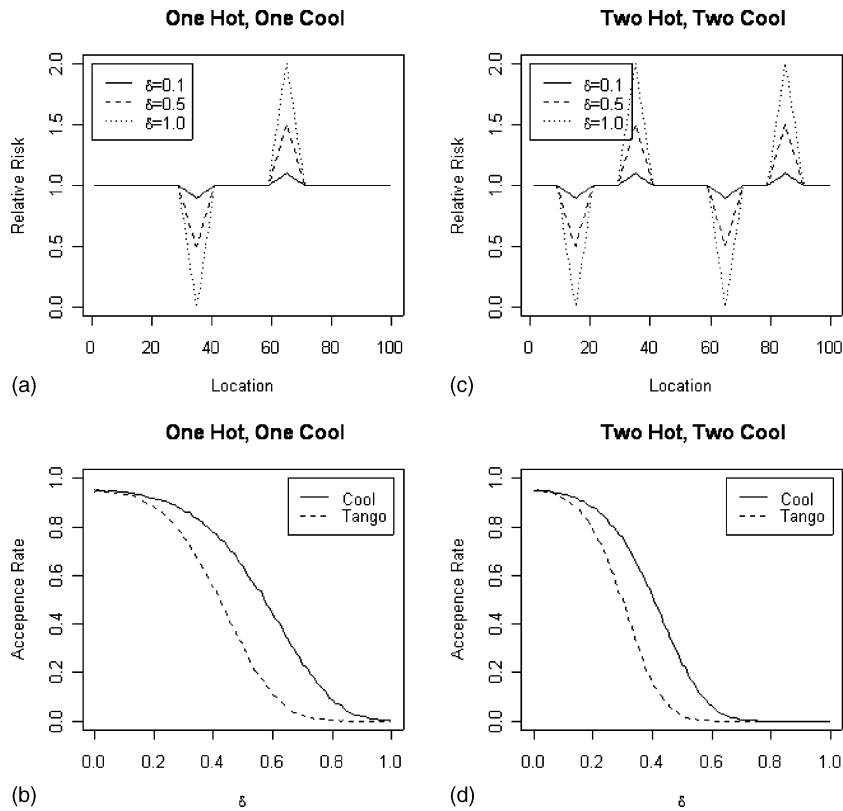 One Hot, One Cool
Relative Risk
2.0
1.5
1.0
0.5
0.0
δ=0.1
δ=0.5
δ=1.0
0 20 40 60 80 100
(a)
Location
Two Hot, Two Cool
Relative Risk
2.0
1.5
1.0
0.5
0.0
δ=0.1
δ=0.5
δ=1.0
0 20 40 60 80 100
(c)
Location
One Hot, One Cool
Accepence Rate
1.0
0.8
0.6
0.4
0.2
0.0
Cool
Tango
0.0 0.2 0.4 0.6 0.8 1.0
(b)
δ
Two Hot, Two Cool
Accepence Rate
1.0
0.8
0.6
0.4
0.2
0.0
Cool
Tango
0.0 0.2 0.4 0.6 0.8 1.0
(d)
δ